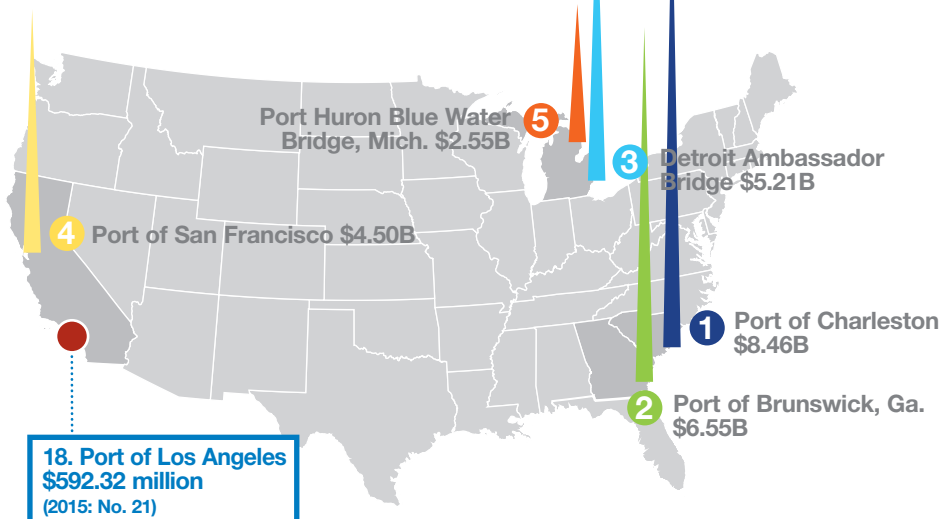 Port Huron Blue Water
Bridge, Mich. $2.55B
5
3
Detroit Ambassador
Bridge $5.21B
4
Port of San Francisco $4.50B
1
Port of Charleston
$8.46B
2
Port of Brunswick, Ga.
$6.55B
18. Port of Los Angeles
$592.32 million
(2015: No. 21)